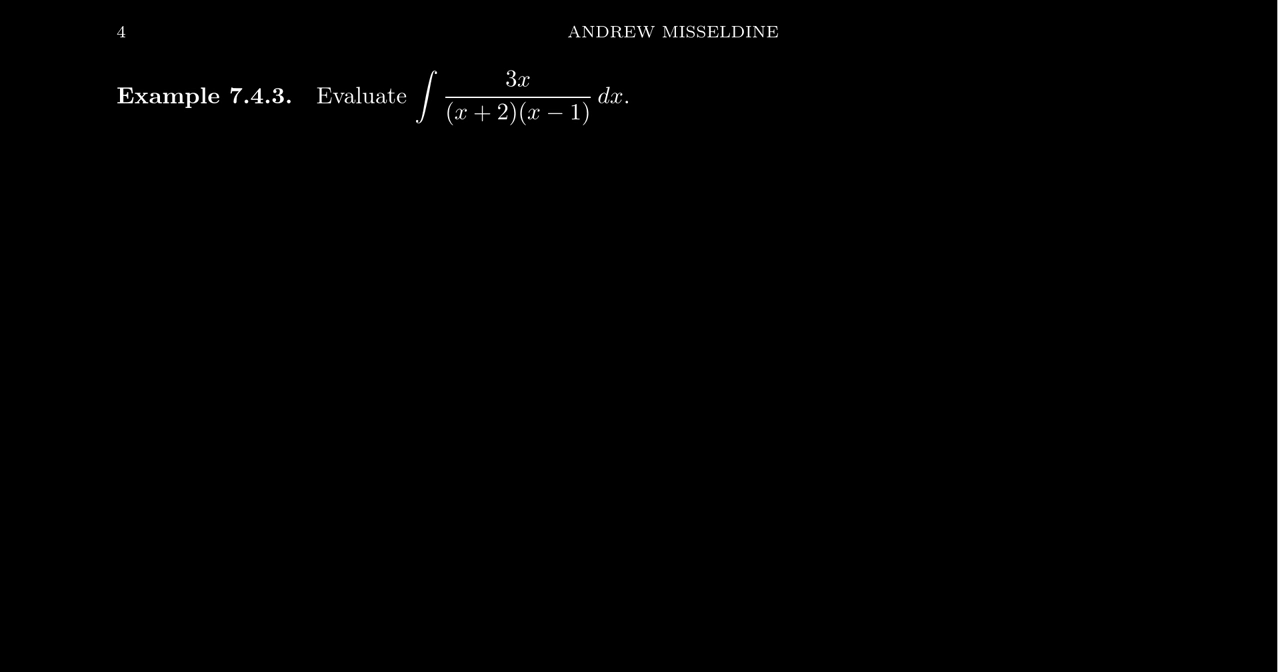 4 ANDREW MISSELDINE
Example 7.4.3. Evaluate ∫ 3x / (x + 2)(x − 1) dx.